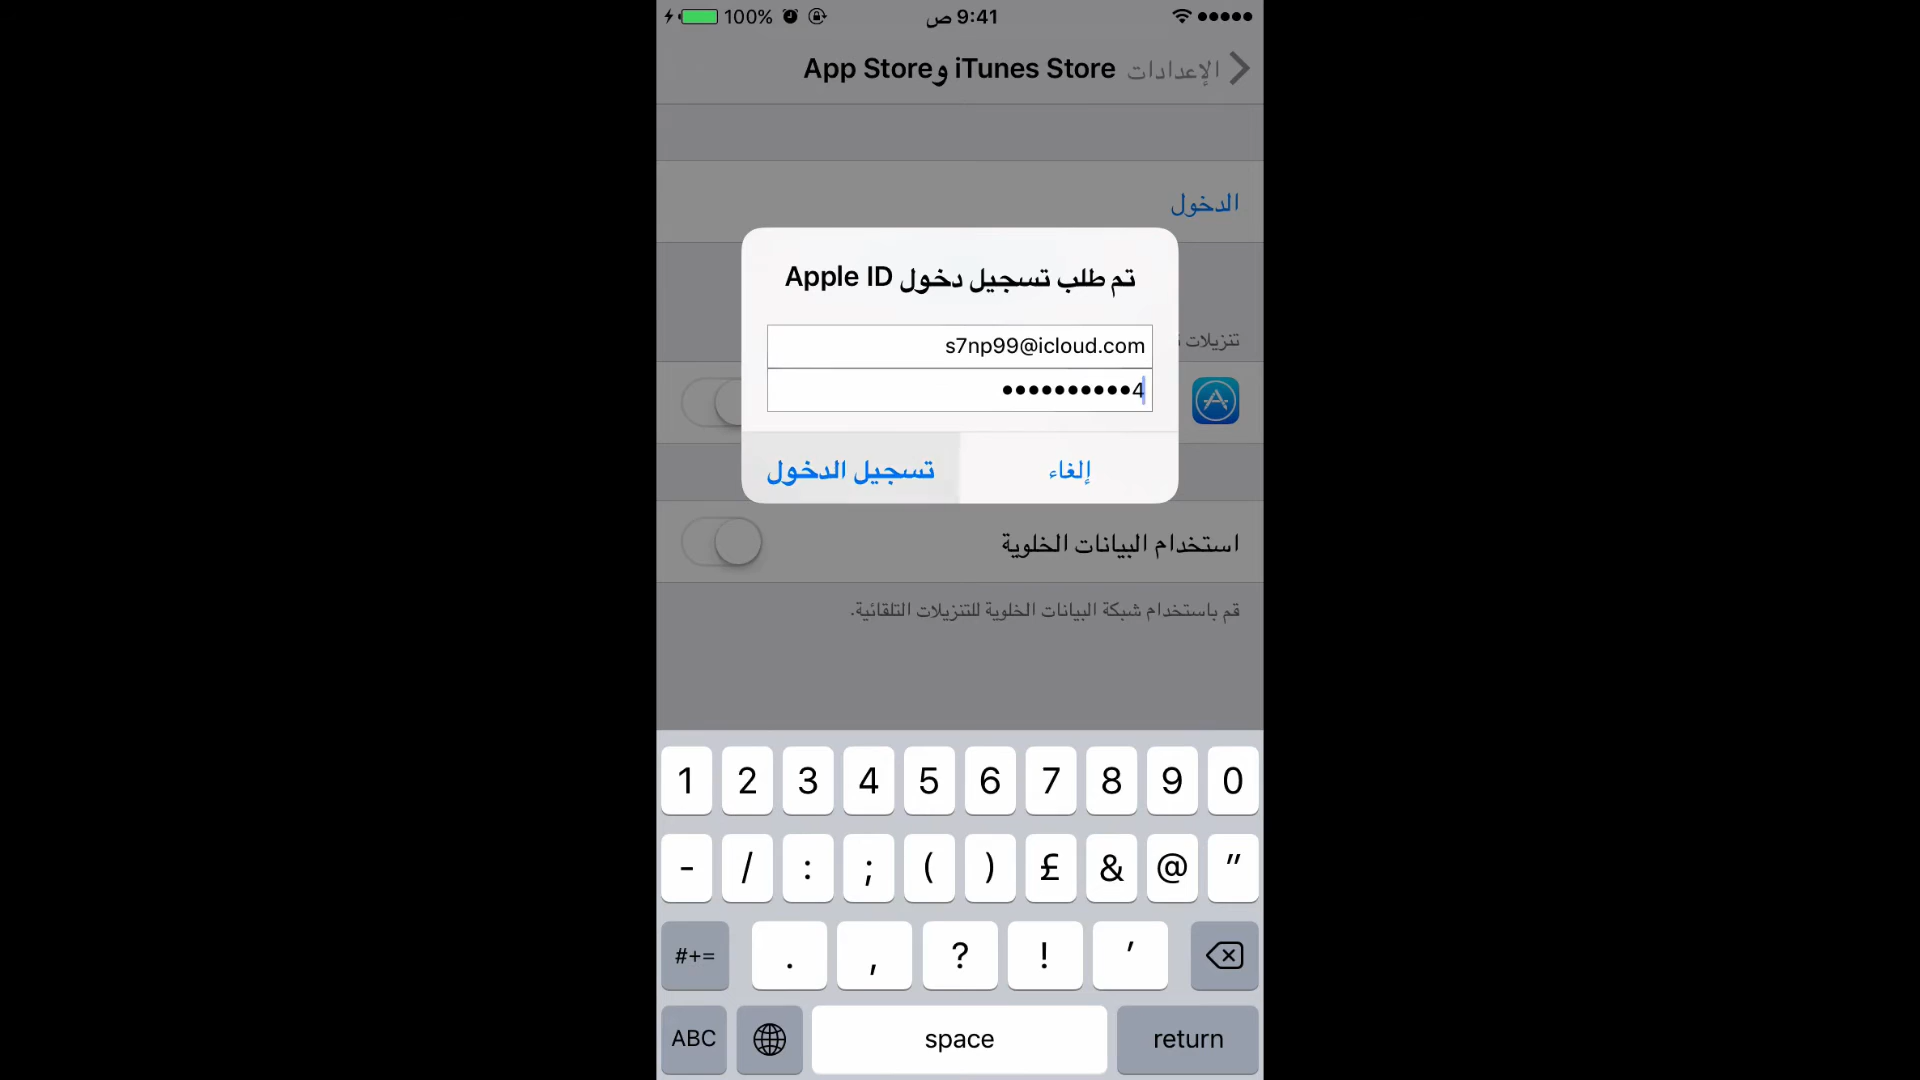 100% 9:41 ص
الإعدادات iTunes Store وApp Store
الدخول
تم طلب تسجيل دخول Apple ID
s7np99@icloud.com
••••••••••4
تنزيلات
إلغاء تسجيل الدخول
استخدام البيانات الخلوية
قم باستخدام شبكة البيانات الخلوية للتنزيلات التلقائية.
1 2 3 4 5 6 7 8 9 0
- / : ; ( ) £ & @ "
#+= . , ? ! '
ABC space return